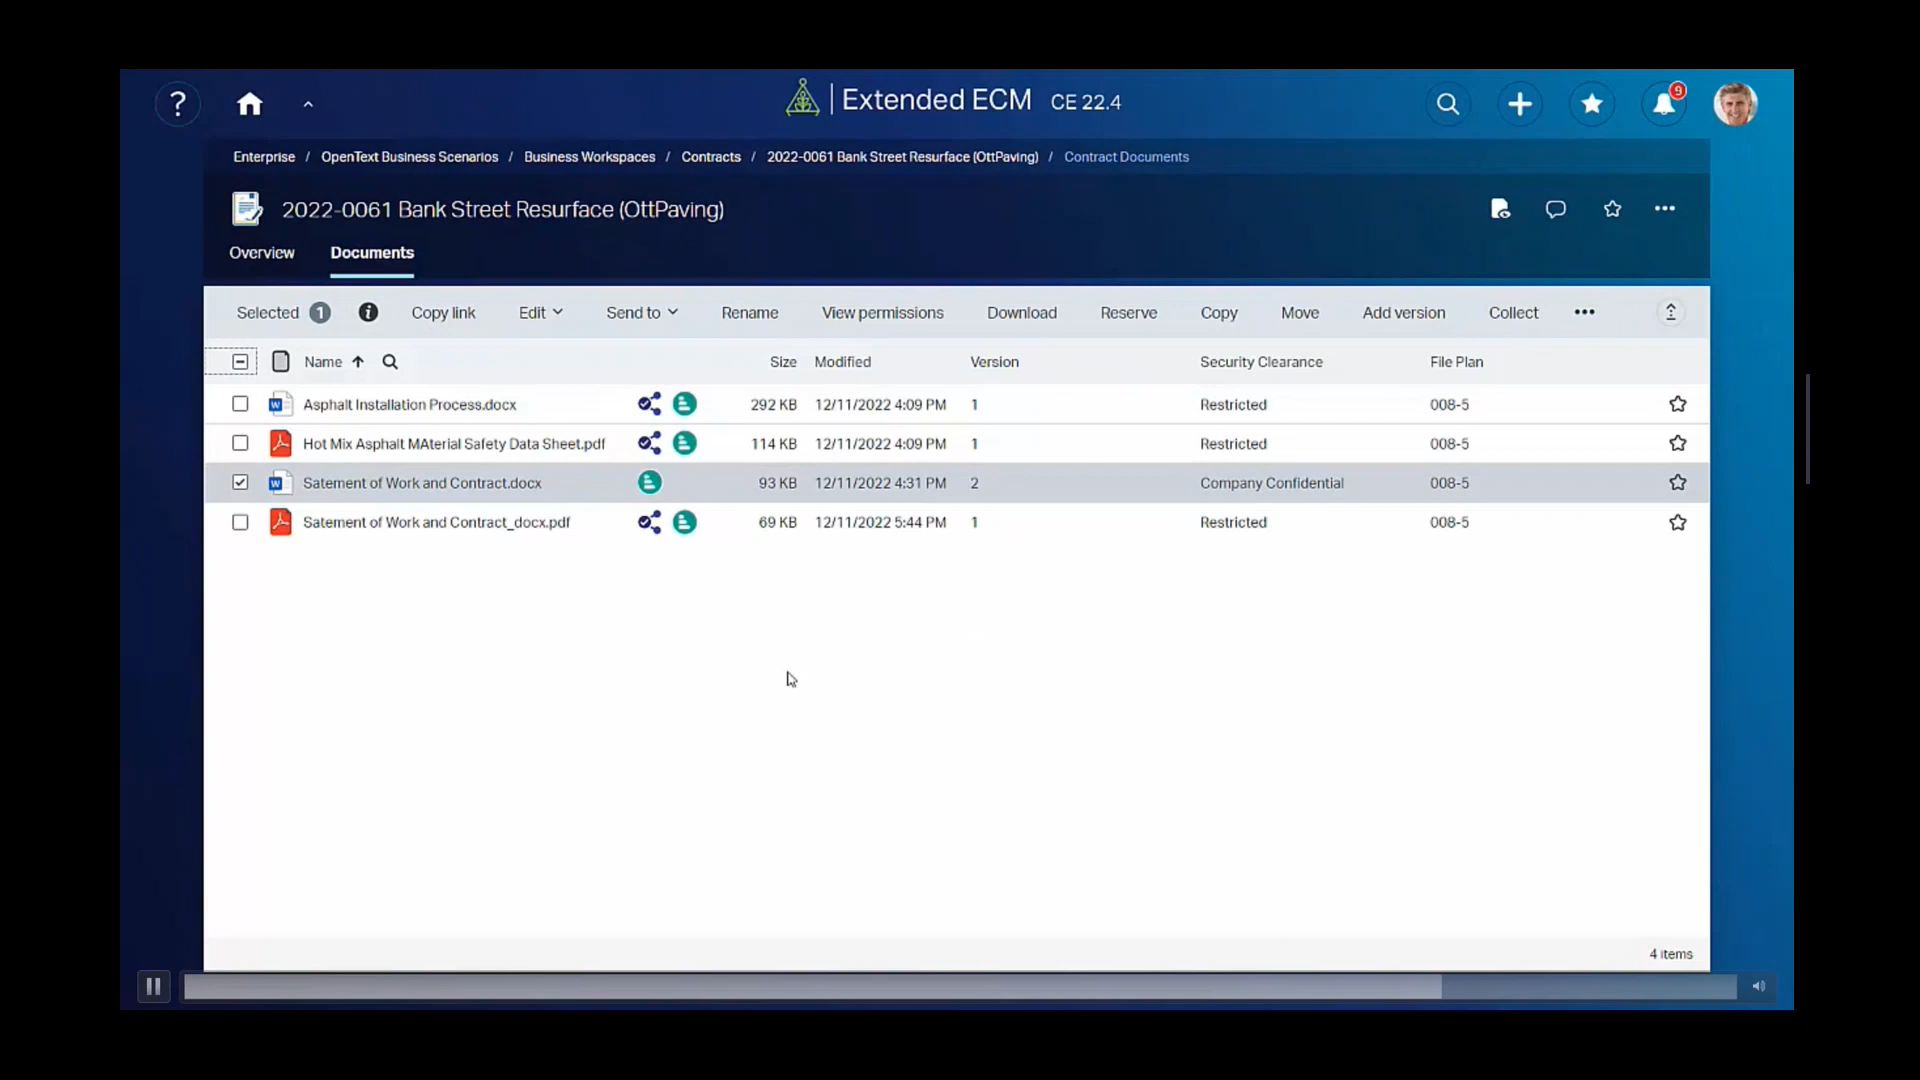 ? Extended ECM CE 22.4 9
Enterprise / OpenText Business Scenarios / Business Workspaces / Contracts / 2022-0061 Bank Street Resurface (OttPaving) / Contract Documents
2022-0061 Bank Street Resurface (OttPaving)
Overview Documents
Selected 1 i Copy link Edit Send to Rename View permissions Download Reserve Copy Move Add version Collect
Name Size Modified Version Security Clearance File Plan
W Asphalt Installation Process.docx 292 KB 12/11/2022 4:09 PM 1 Restricted 008-5
Hot Mix Asphalt MAterial Safety Data Sheet.pdf 114 KB 12/11/2022 4:09 PM 1 Restricted 008-5
W Satement of Work and Contract.docx 93 KB 12/11/2022 4:31 PM 2 Company Confidential 008-5
Satement of Work and Contract_docx.pdf 69 KB 12/11/2022 5:44 PM 1 Restricted 008-5
4 items